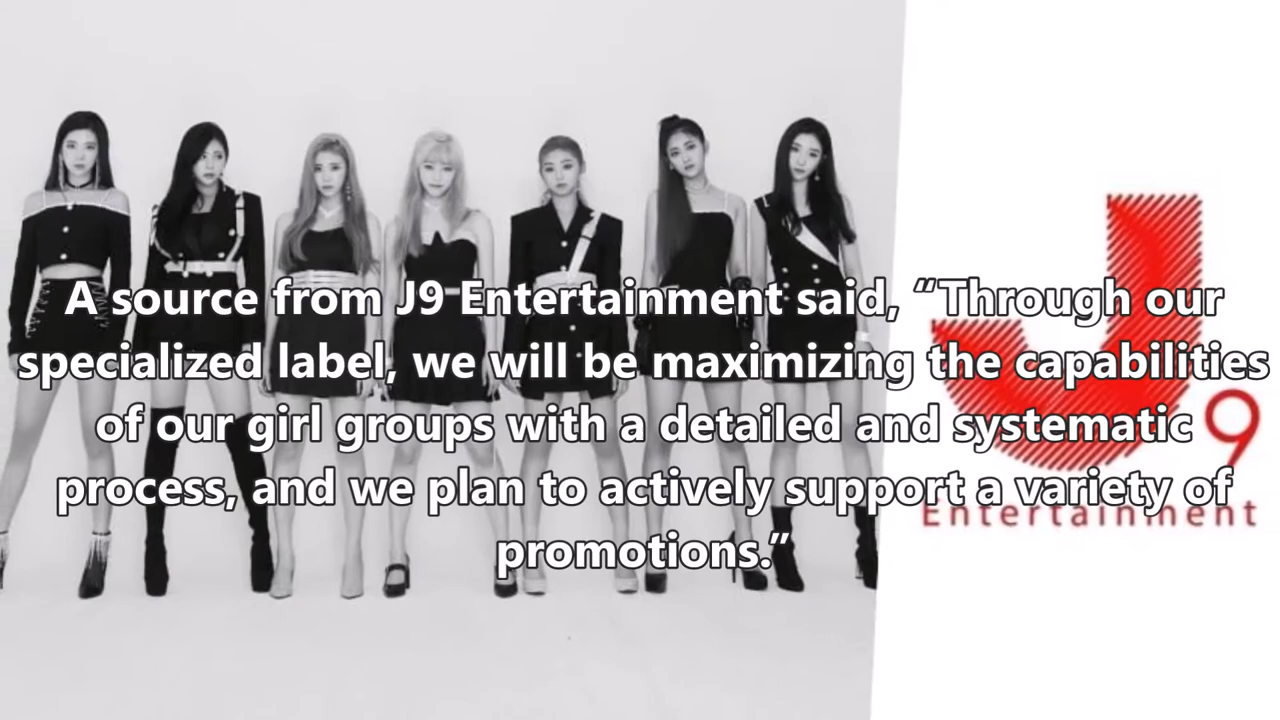 A source from J9 Entertainment said, “Through our
specialized label, we will be maximizing the capabilities
of our girl groups with a detailed and systematic
process, and we plan to actively support a variety of
promotions.”
J9
Entertainment